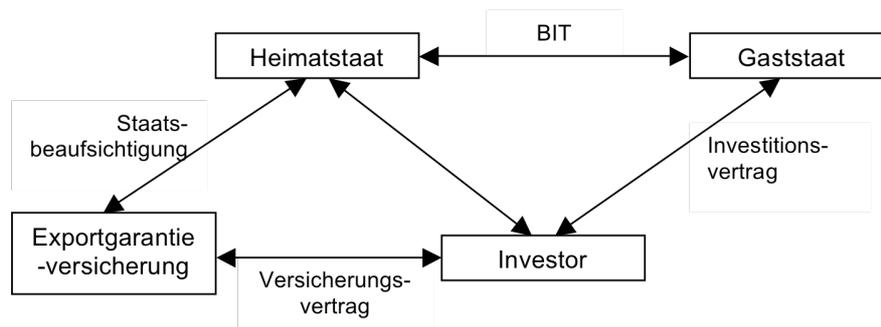 BIT
Heimatstaat
Gaststaat
Staats-
beaufsichtigung
Investitions-
vertrag
Exportgarantie
-versicherung
Investor
Versicherungs-
vertrag